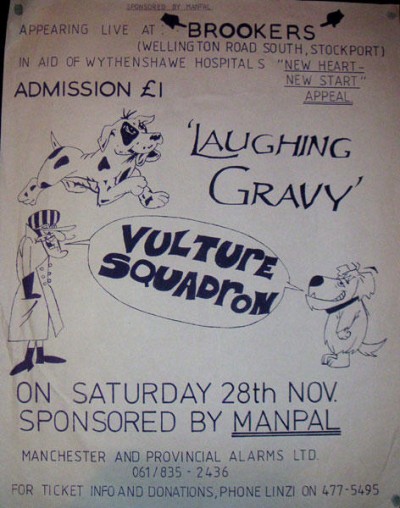 SPONSORED BY MANPAL
APPEARING LIVE AT: BROOKERS
(WELLINGTON ROAD SOUTH, STOCKPORT)
IN AID OF WYTHENSHAWE HOSPITALS "NEW HEART-
NEW START"
APPEAL
ADMISSION £1
'LAUGHING
GRAVY'
VULTURE
SQUADRON
ON SATURDAY 28th NOV.
SPONSORED BY MANPAL
MANCHESTER AND PROVINCIAL ALARMS LTD.
061/835 - 2436
FOR TICKET INFO AND DONATIONS, PHONE LINZI ON 477-5495